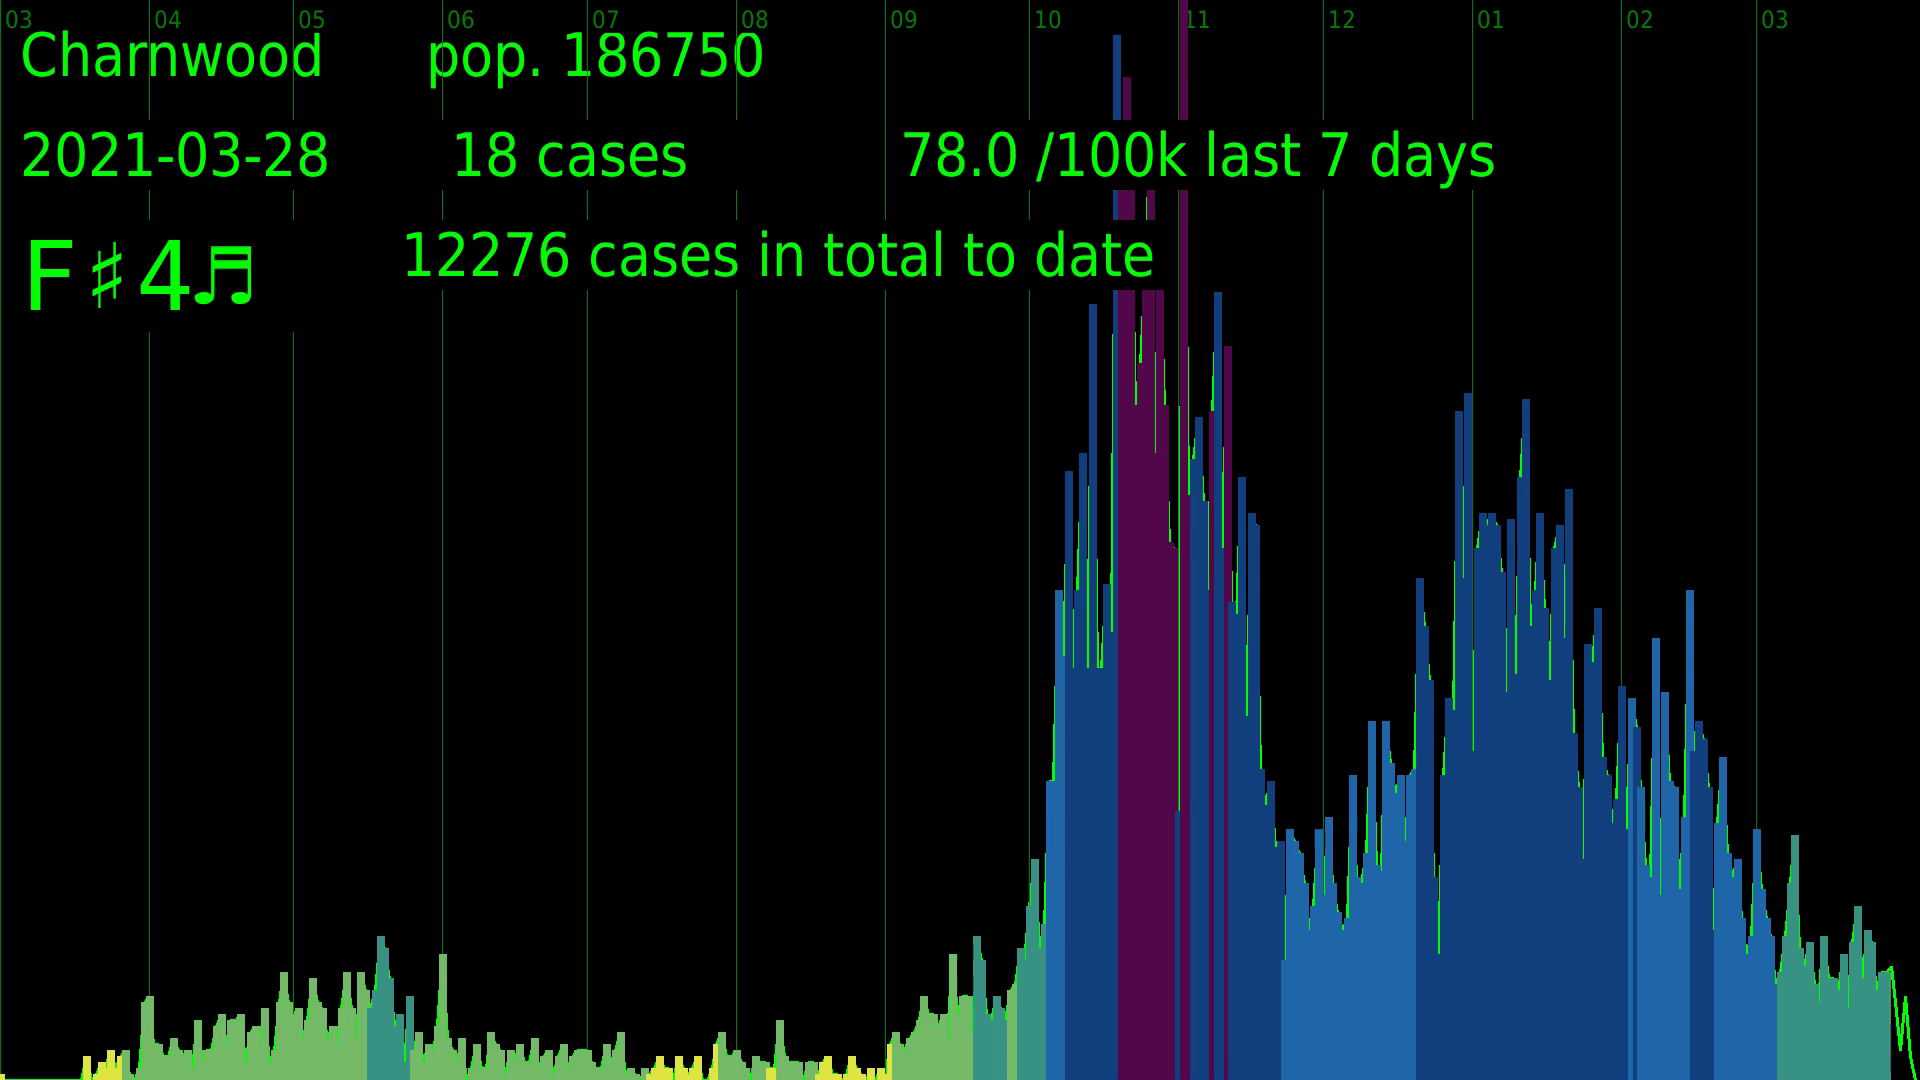 03 04 05 06 07 08 09 10 11 12 01 02 03
Charnwood pop. 186750
2021-03-28 18 cases 78.0 /100k last 7 days
F♯4♬ 12276 cases in total to date